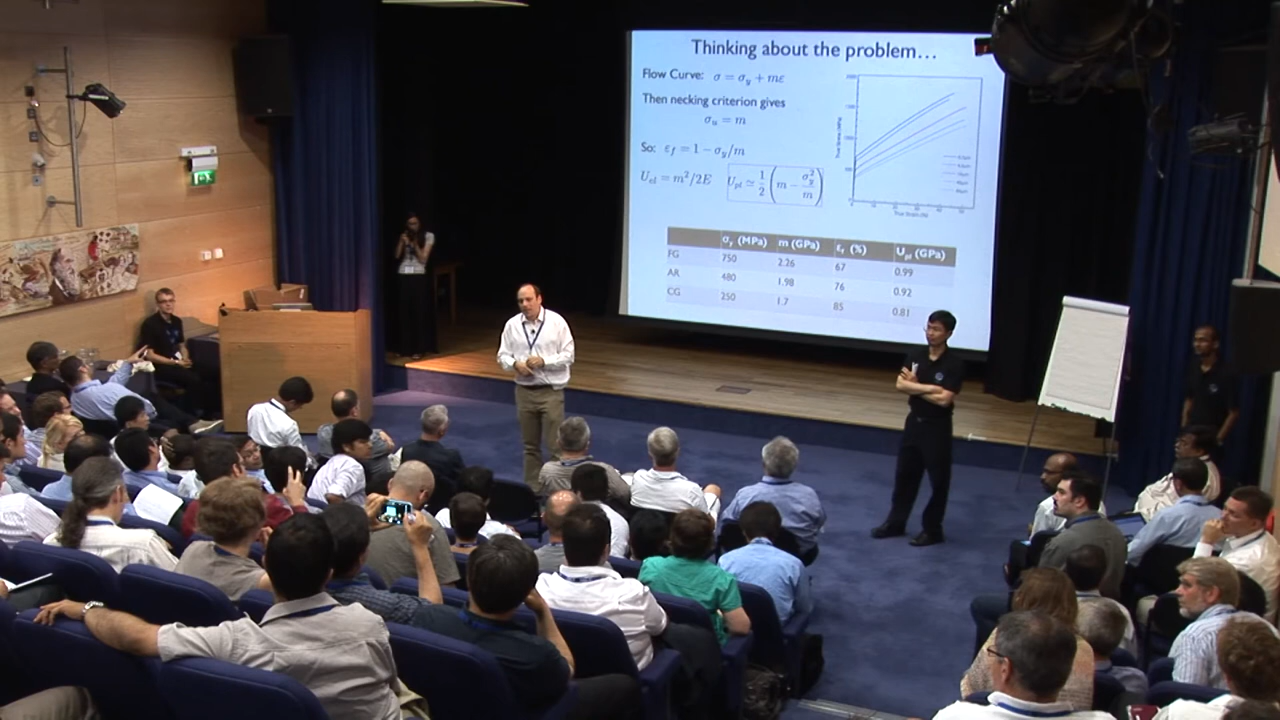 Thinking about the problem…
Flow Curve: σ = σy + mε
Then necking criterion gives
σu = m
So: εf = 1 − σy/m
Uel = m²/2E
Upl ≃ 1/2 (m − σy²/m)
True Strain (%)
σy (MPa) m (GPa) εf (%) Upl (GPa)
FG 750 2.26 67 0.99
AR 480 1.98 76 0.92
CG 250 1.7 85 0.81